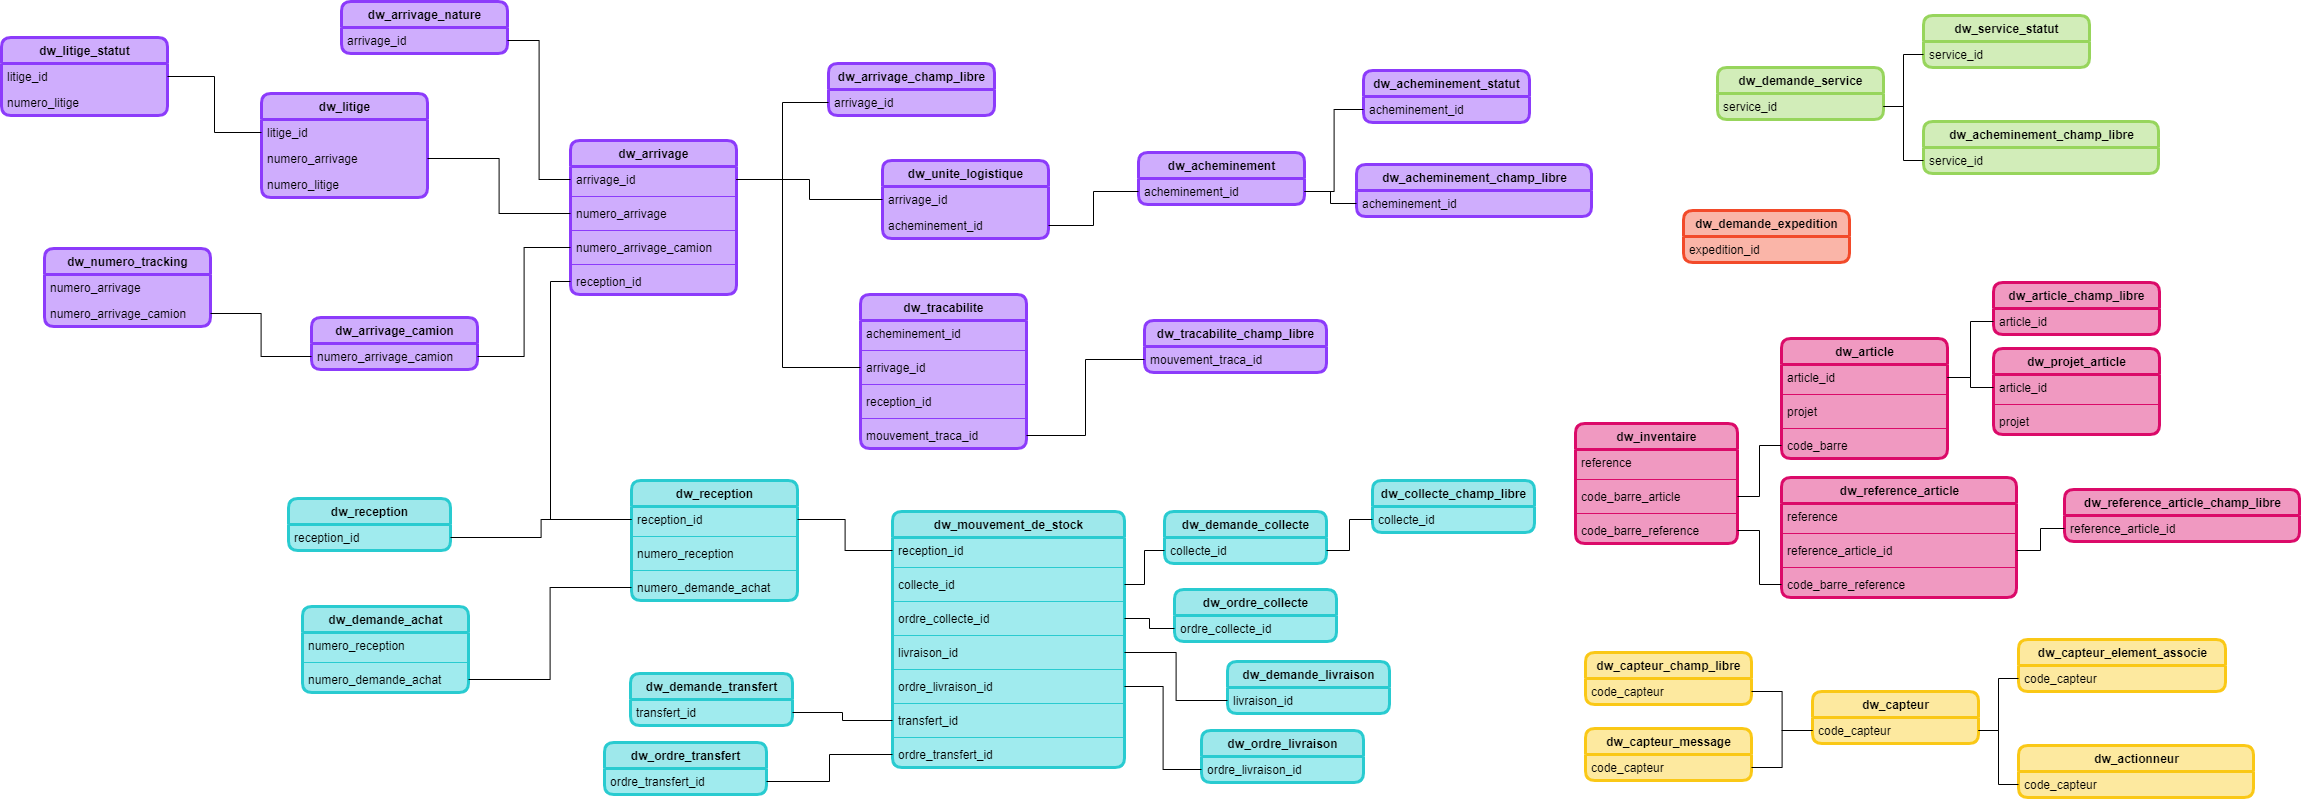 dw_arrivage_nature
arrivage_id
dw_litige_statut
litige_id
numero_litige
dw_litige
litige_id
numero_arrivage
numero_litige
dw_arrivage
arrivage_id
numero_arrivage
numero_arrivage_camion
reception_id
dw_numero_tracking
numero_arrivage
numero_arrivage_camion
dw_arrivage_camion
numero_arrivage_camion
dw_arrivage_champ_libre
arrivage_id
dw_unite_logistique
arrivage_id
acheminement_id
dw_acheminement
acheminement_id
dw_acheminement_statut
acheminement_id
dw_acheminement_champ_libre
acheminement_id
dw_tracabilite
acheminement_id
arrivage_id
reception_id
mouvement_traca_id
dw_tracabilite_champ_libre
mouvement_traca_id
dw_service_statut
service_id
dw_demande_service
service_id
dw_acheminement_champ_libre
service_id
dw_demande_expedition
expedition_id
dw_article_champ_libre
article_id
dw_article
article_id
projet
code_barre
dw_projet_article
article_id
projet
dw_inventaire
reference
code_barre_article
code_barre_reference
dw_reference_article
reference
reference_article_id
code_barre_reference
dw_reference_article_champ_libre
reference_article_id
dw_reception
reception_id
dw_reception
reception_id
numero_reception
numero_demande_achat
dw_demande_achat
numero_reception
numero_demande_achat
dw_mouvement_de_stock
reception_id
collecte_id
ordre_collecte_id
livraison_id
ordre_livraison_id
transfert_id
ordre_transfert_id
dw_demande_collecte
collecte_id
dw_collecte_champ_libre
collecte_id
dw_ordre_collecte
ordre_collecte_id
dw_demande_livraison
livraison_id
dw_ordre_livraison
ordre_livraison_id
dw_demande_transfert
transfert_id
dw_ordre_transfert
ordre_transfert_id
dw_capteur_champ_libre
code_capteur
dw_capteur_message
code_capteur
dw_capteur
code_capteur
dw_capteur_element_associe
code_capteur
dw_actionneur
code_capteur